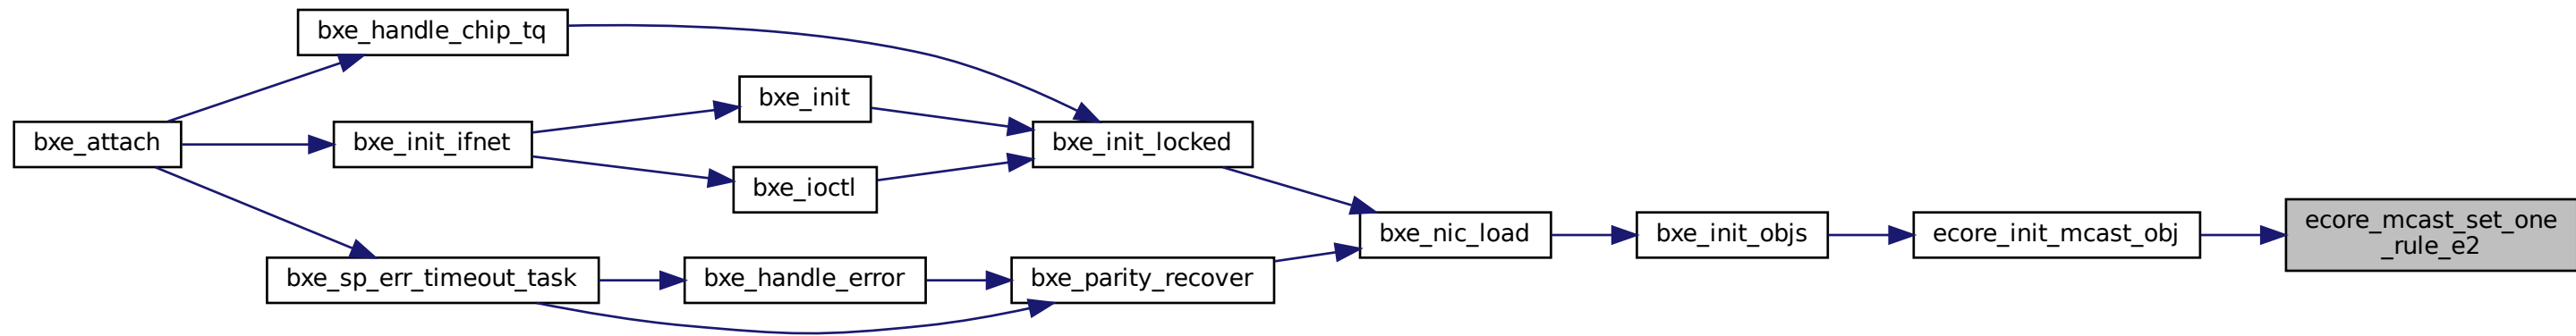 bxe_handle_chip_tq
bxe_init
bxe_attach
bxe_init_ifnet
bxe_init_locked
bxe_ioctl
bxe_nic_load
bxe_init_objs
ecore_init_mcast_obj
ecore_mcast_set_one
_rule_e2
bxe_sp_err_timeout_task
bxe_handle_error
bxe_parity_recover